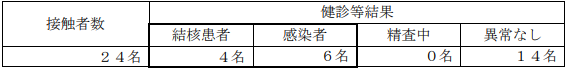 接触者数 健診等結果
結核患者 感染者 精査中 異常なし
２４名 ４名 ６名 ０名 １４名